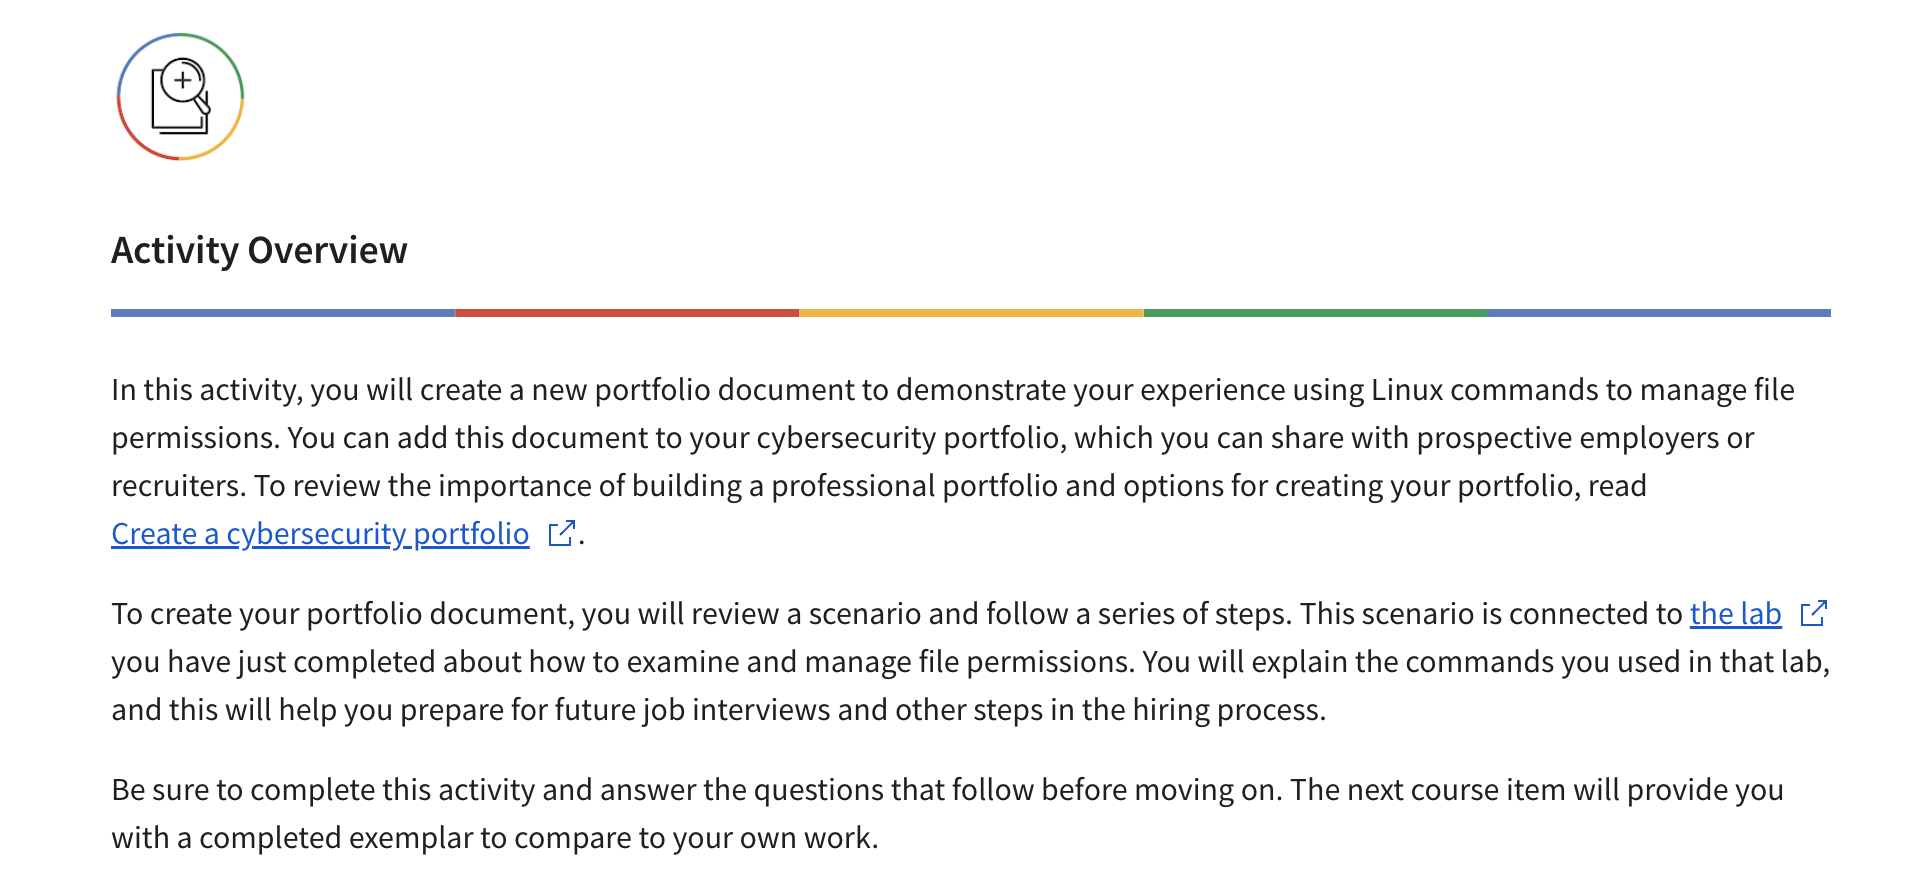 Activity Overview
In this activity, you will create a new portfolio document to demonstrate your experience using Linux commands to manage file
permissions. You can add this document to your cybersecurity portfolio, which you can share with prospective employers or
recruiters. To review the importance of building a professional portfolio and options for creating your portfolio, read
Create a cybersecurity portfolio .
To create your portfolio document, you will review a scenario and follow a series of steps. This scenario is connected to the lab
you have just completed about how to examine and manage file permissions. You will explain the commands you used in that lab,
and this will help you prepare for future job interviews and other steps in the hiring process.
Be sure to complete this activity and answer the questions that follow before moving on. The next course item will provide you
with a completed exemplar to compare to your own work.